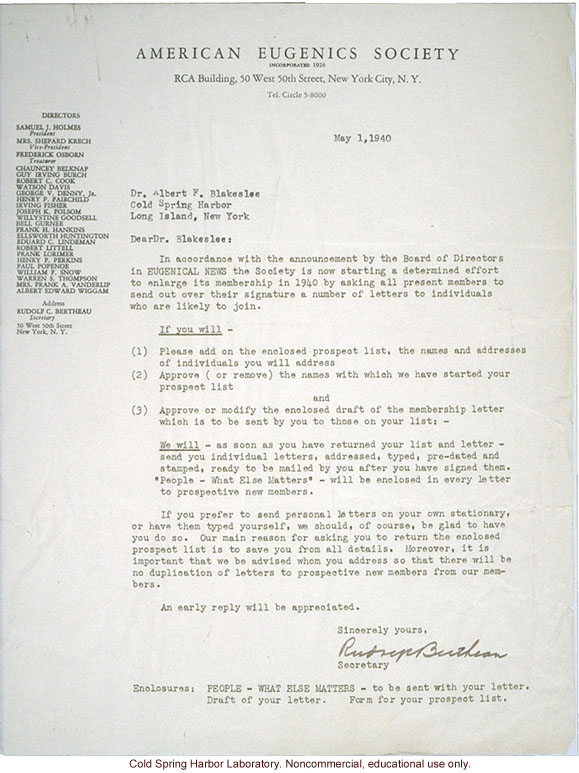 AMERICAN EUGENICS SOCIETY
INCORPORATED 1926
RCA Building, 50 West 50th Street, New York City, N. Y.
Tel. Circle 5-8000
DIRECTORS
SAMUEL J. HOLMES
President
MRS. SHEPARD KRECH
Vice-President
FREDERICK OSBORN
Treasurer
CHAUNCEY BELKNAP
GUY IRVING BURCH
ROBERT C. COOK
WATSON DAVIS
GEORGE V. DENNY, Jr.
HENRY P. FAIRCHILD
IRVING FISHER
JOSEPH K. FOLSOM
WILLYSTINE GOODSELL
BELL GURNEE
FRANK H. HANKINS
ELLSWORTH HUNTINGTON
EDUARD C. LINDEMAN
ROBERT LITTELL
FRANK LORIMER
HENRY F. PERKINS
PAUL POPENOE
WILLIAM F. SNOW
WARREN S. THOMPSON
MRS. FRANK A. VANDERLIP
ALBERT EDWARD WIGGAM
Address
RUDOLF C. BERTHEAU
Secretary
50 West 50th Street
New York, N. Y.
May 1,1940
Dr. Albert F. Blakeslee
Cold Spring Harbor
Long Island, New York
DearDr. Blakeslee:
In accordance with the announcement by the Board of Directors
in EUGENICAL NEWS the Society is now starting a determined effort
to enlarge its membership in 1940 by asking all present members to
send out over their signature a number of letters to individuals
who are likely to join.
If you will -
(1) Please add on the enclosed prospect list, the names and addresses
of individuals you will address
(2) Approve ( or remove) the names with which we have started your
prospect list
and
(3) Approve or modify the enclosed draft of the membership letter
which is to be sent by you to those on your list: -
We will - as soon as you have returned your list and letter -
send you individual letters, addressed, typed, pre-dated and
stamped, ready to be mailed by you after you have signed them.
"People - What Else Matters" - will be enclosed in every letter
to prospective new members.
If you prefer to send personal letters on your own stationary,
or have them typed yourself, we should, of course, be glad to have
you do so. Our main reason for asking you to return the enclosed
prospect list is to save you from all details. Moreover, it is
important that we be advised whom you address so that there will be
no duplication of letters to prospective new members from our mem-
bers.
An early reply will be appreciated.
Sincerely yours,
Rudolf Bertheau
Secretary
Enclosures: PEOPLE - WHAT ELSE MATTERS - to be sent with your letter.
Draft of your letter. Form for your prospect list.
Cold Spring Harbor Laboratory. Noncommercial, educational use only.